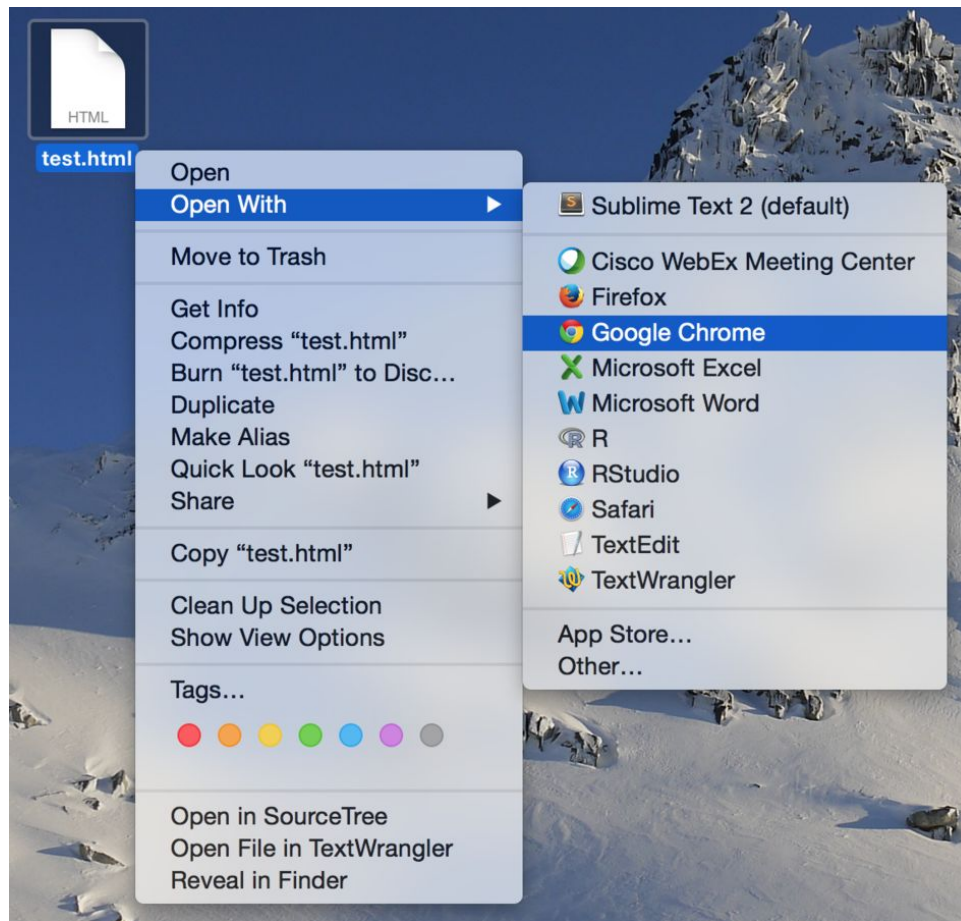 HTML
test.html
Open
Open With
Move to Trash
Get Info
Compress “test.html”
Burn “test.html” to Disc…
Duplicate
Make Alias
Quick Look “test.html”
Share
Copy “test.html”
Clean Up Selection
Show View Options
Tags…
Open in SourceTree
Open File in TextWrangler
Reveal in Finder
Sublime Text 2 (default)
Cisco WebEx Meeting Center
Firefox
Google Chrome
Microsoft Excel
Microsoft Word
R
RStudio
Safari
TextEdit
TextWrangler
App Store…
Other…